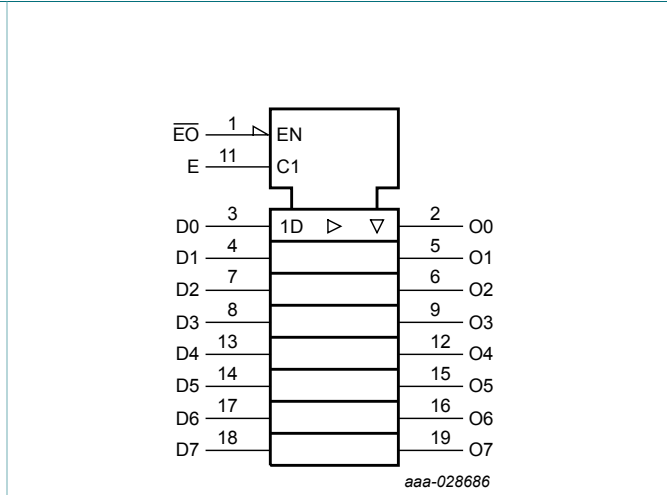 E̅O̅ 1 EN
E 11 C1
D0 3 1D 2 O0
D1 4 5 O1
D2 7 6 O2
D3 8 9 O3
D4 13 12 O4
D5 14 15 O5
D6 17 16 O6
D7 18 19 O7
aaa-028686